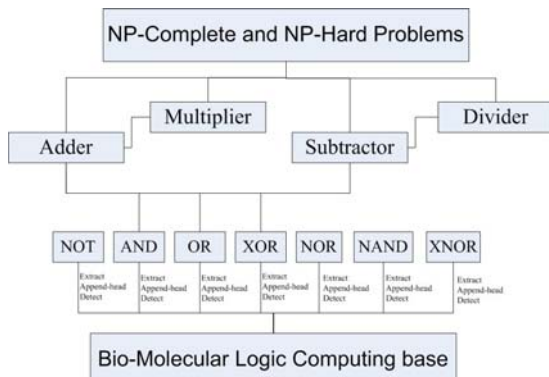 NP-Complete and NP-Hard Problems
Multiplier
Divider
Adder
Subtractor
NOT
AND
OR
XOR
NOR
NAND
XNOR
Extract
Append-head
Detect
Extract
Append-head
Detect
Extract
Append-head
Detect
Extract
Append-head
Detect
Extract
Append-head
Detect
Extract
Append-head
Detect
Extract
Append-head
Detect
Bio-Molecular Logic Computing base